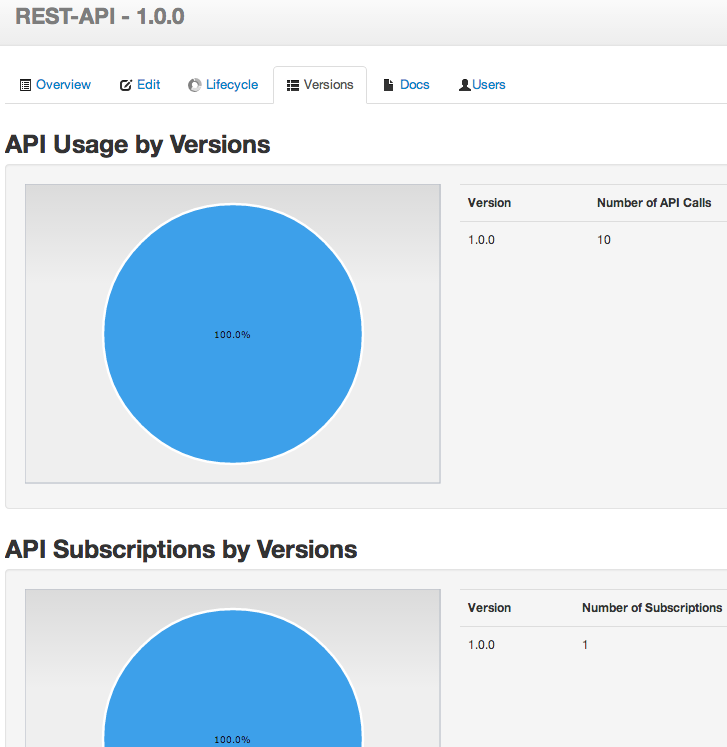 REST-API - 1.0.0
Overview Edit Lifecycle Versions Docs Users
API Usage by Versions
Version Number of API Calls
1.0.0 10
100.0%
API Subscriptions by Versions
Version Number of Subscriptions
1.0.0 1
100.0%